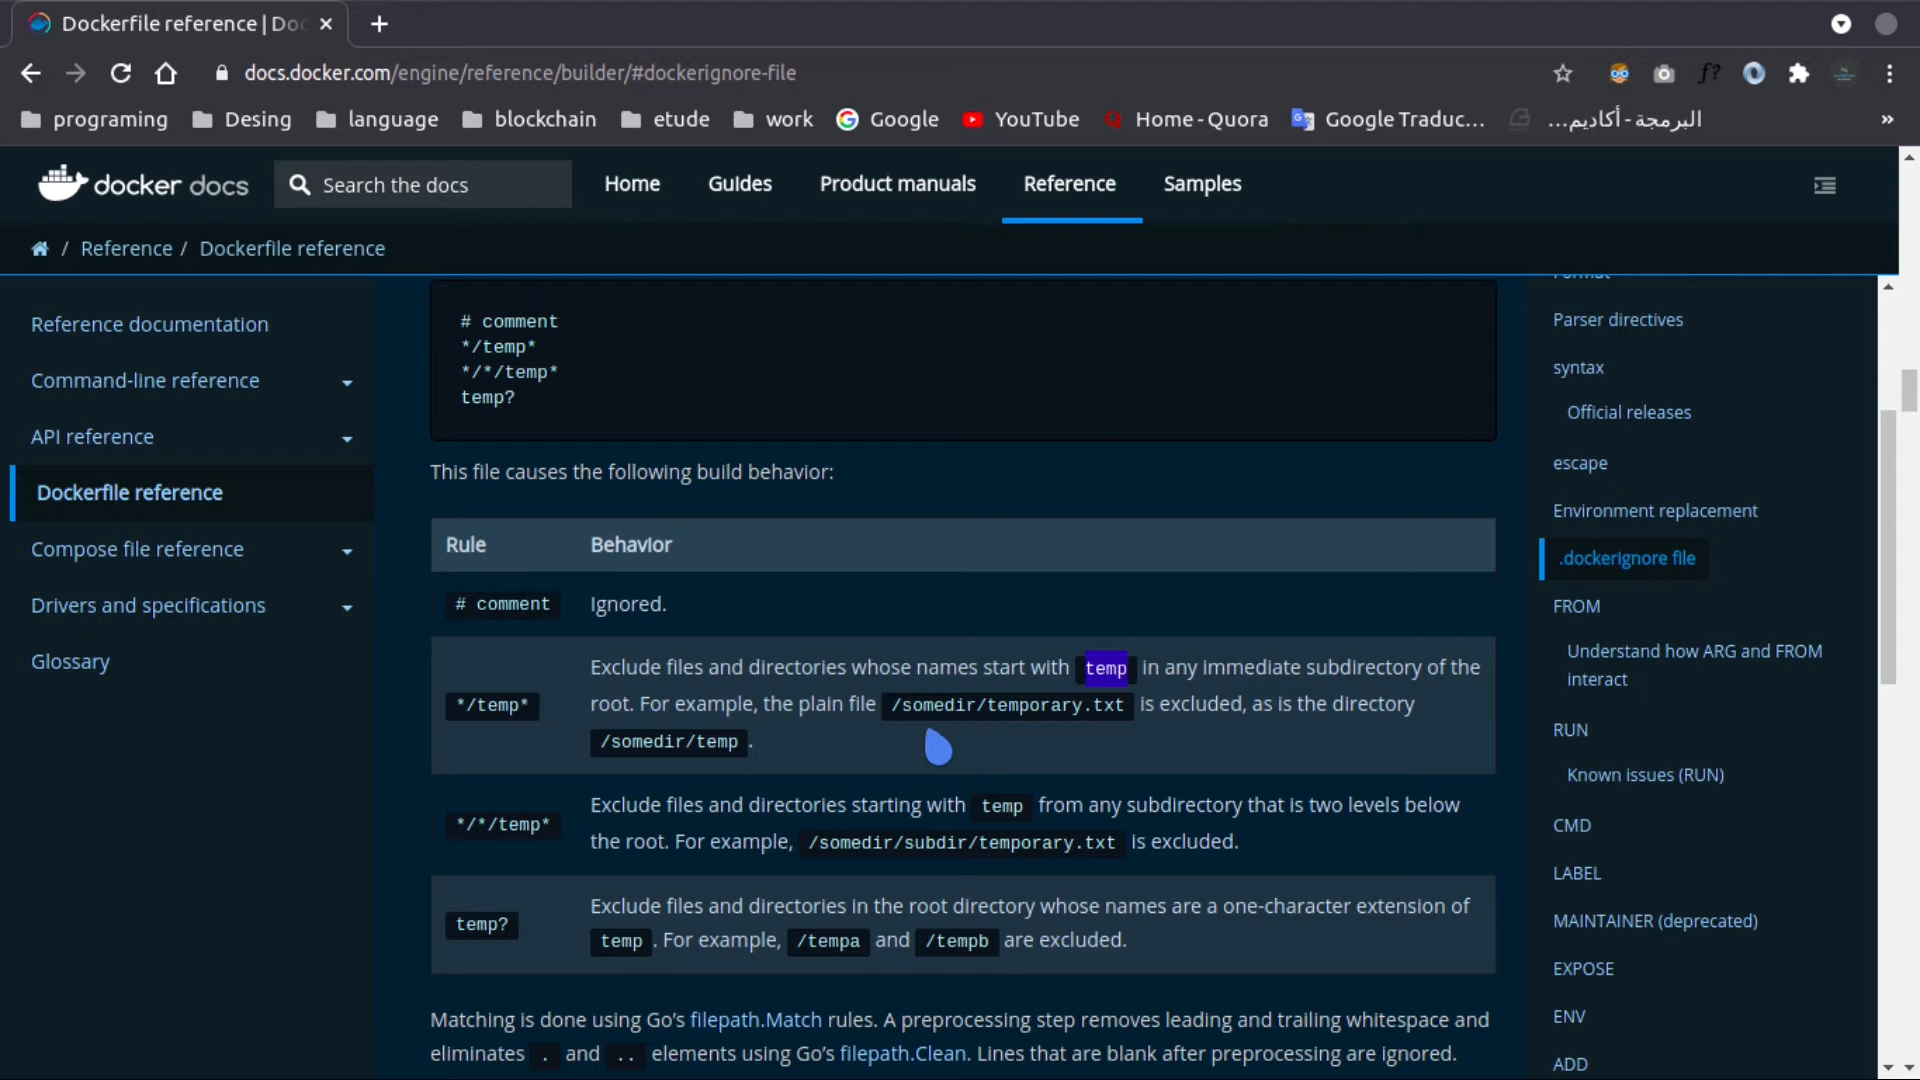 Dockerfile reference | Doc
docs.docker.com/engine/reference/builder/#dockerignore-file
programing Desing language blockchain etude work Google YouTube Home - Quora Google Traduc... البرمجة - أكاديم... »
docker docs Search the docs Home Guides Product manuals Reference Samples
/ Reference / Dockerfile reference
Reference documentation
Command-line reference
API reference
Dockerfile reference
Compose file reference
Drivers and specifications
Glossary
# comment
*/temp*
*/*/temp*
temp?
This file causes the following build behavior:
Rule Behavior
# comment Ignored.
*/temp* Exclude files and directories whose names start with temp in any immediate subdirectory of the
root. For example, the plain file /somedir/temporary.txt is excluded, as is the directory
/somedir/temp .
*/*/temp* Exclude files and directories starting with temp from any subdirectory that is two levels below
the root. For example, /somedir/subdir/temporary.txt is excluded.
temp? Exclude files and directories in the root directory whose names are a one-character extension of
temp . For example, /tempa and /tempb are excluded.
Matching is done using Go's filepath.Match rules. A preprocessing step removes leading and trailing whitespace and
eliminates . and .. elements using Go's filepath.Clean. Lines that are blank after preprocessing are ignored.
Format
Parser directives
syntax
Official releases
escape
Environment replacement
.dockerignore file
FROM
Understand how ARG and FROM
interact
RUN
Known issues (RUN)
CMD
LABEL
MAINTAINER (deprecated)
EXPOSE
ENV
ADD